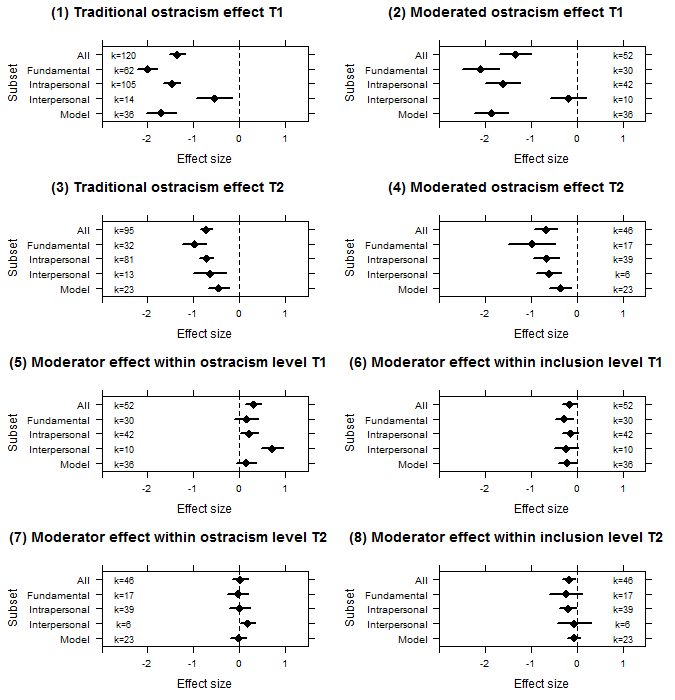 (1) Traditional ostracism effect T1
Subset
All
k=120
Fundamental
k=62
Intrapersonal
k=105
Interpersonal
k=14
Model
k=36
-2 -1 0 1
Effect size
(2) Moderated ostracism effect T1
Subset
All
k=52
Fundamental
k=30
Intrapersonal
k=42
Interpersonal
k=10
Model
k=36
-2 -1 0 1
Effect size
(3) Traditional ostracism effect T2
Subset
All
k=95
Fundamental
k=32
Intrapersonal
k=81
Interpersonal
k=13
Model
k=23
-2 -1 0 1
Effect size
(4) Moderated ostracism effect T2
Subset
All
k=46
Fundamental
k=17
Intrapersonal
k=39
Interpersonal
k=6
Model
k=23
-2 -1 0 1
Effect size
(5) Moderator effect within ostracism level T1
Subset
All
k=52
Fundamental
k=30
Intrapersonal
k=42
Interpersonal
k=10
Model
k=36
-2 -1 0 1
Effect size
(6) Moderator effect within inclusion level T1
Subset
All
k=52
Fundamental
k=30
Intrapersonal
k=42
Interpersonal
k=10
Model
k=36
-2 -1 0 1
Effect size
(7) Moderator effect within ostracism level T2
Subset
All
k=46
Fundamental
k=17
Intrapersonal
k=39
Interpersonal
k=6
Model
k=23
-2 -1 0 1
Effect size
(8) Moderator effect within inclusion level T2
Subset
All
k=46
Fundamental
k=17
Intrapersonal
k=39
Interpersonal
k=6
Model
k=23
-2 -1 0 1
Effect size